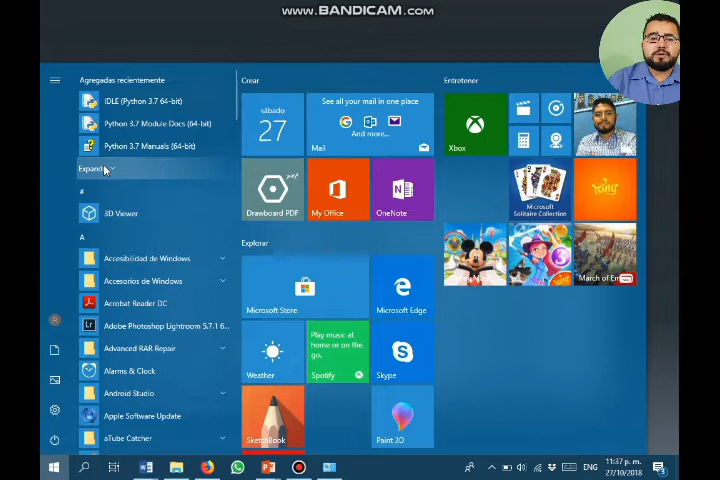 WWW.BANDICAM.COM
Agregadas recientemente
IDLE (Python 3.7 64-bit)
Python 3.7 Module Docs (64-bit)
Python 3.7 Manuals (64-bit)
Expand
#
3D Viewer
A
Accesibilidad de Windows
Accesorios de Windows
Acrobat Reader DC
Adobe Photoshop Lightroom 5.7.1 6...
Advanced RAR Repair
Alarms & Clock
Android Studio
Apple Software Update
aTube Catcher
Crear
sábado
27
See all your mail in one place
And more...
Mail
Drawboard PDF
My Office
OneNote
Explorar
Microsoft Store
Microsoft Edge
Weather
Play music at
home or on the
go.
Spotify
Skype
SketchBook
Paint 3D
Entretener
Xbox
Microsoft
Solitaire Collection
King
March of Em
ENG
11:37 p. m.
27/10/2018
3